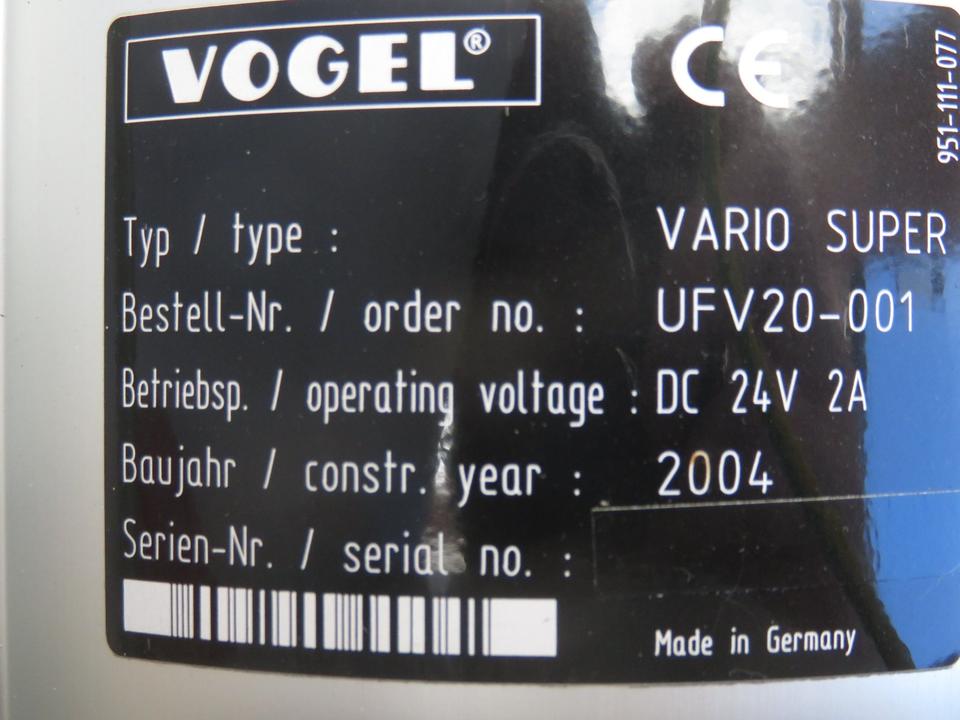 VOGEL®
CE
951-111-077
Typ / type : VARIO SUPER
Bestell-Nr. / order no. : UFV20-001
Betriebsp. / operating voltage : DC 24V 2A
Baujahr / constr. year : 2004
Serien-Nr. / serial no. :
Made in Germany